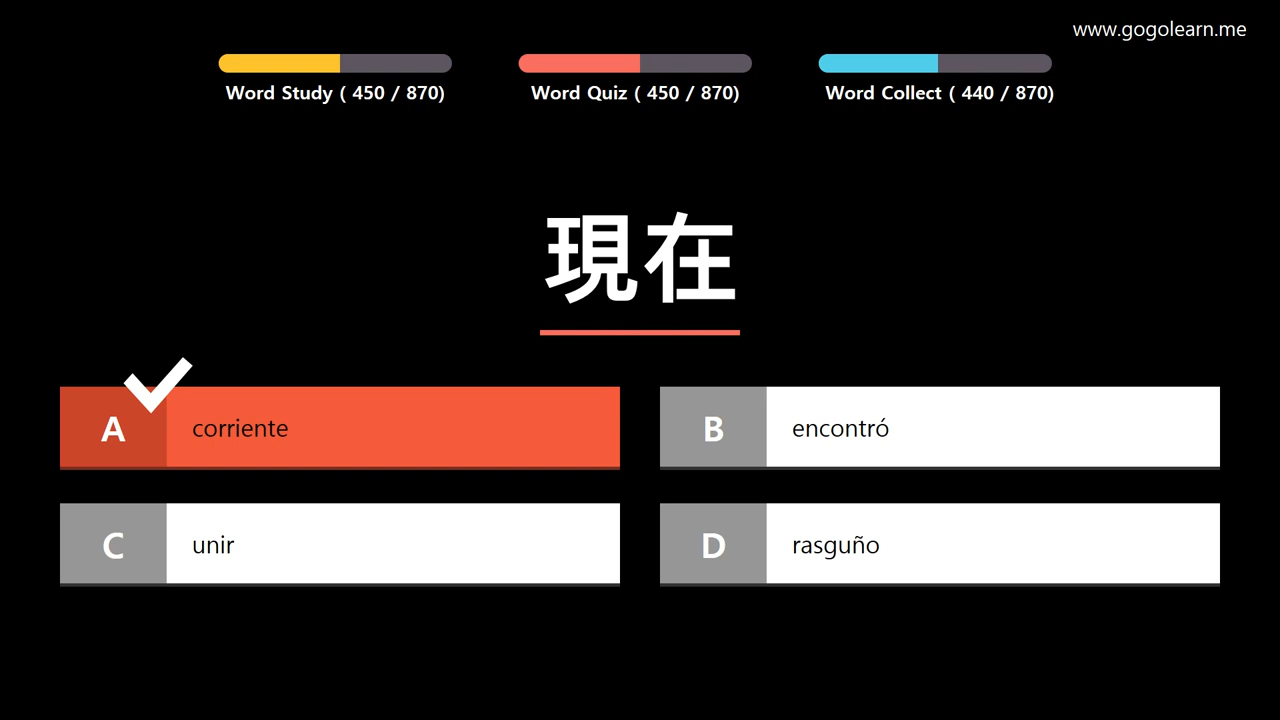 www.gogolearn.me
Word Study ( 450 / 870)
Word Quiz ( 450 / 870)
Word Collect ( 440 / 870)
現在
A corriente
B encontró
C unir
D rasguño